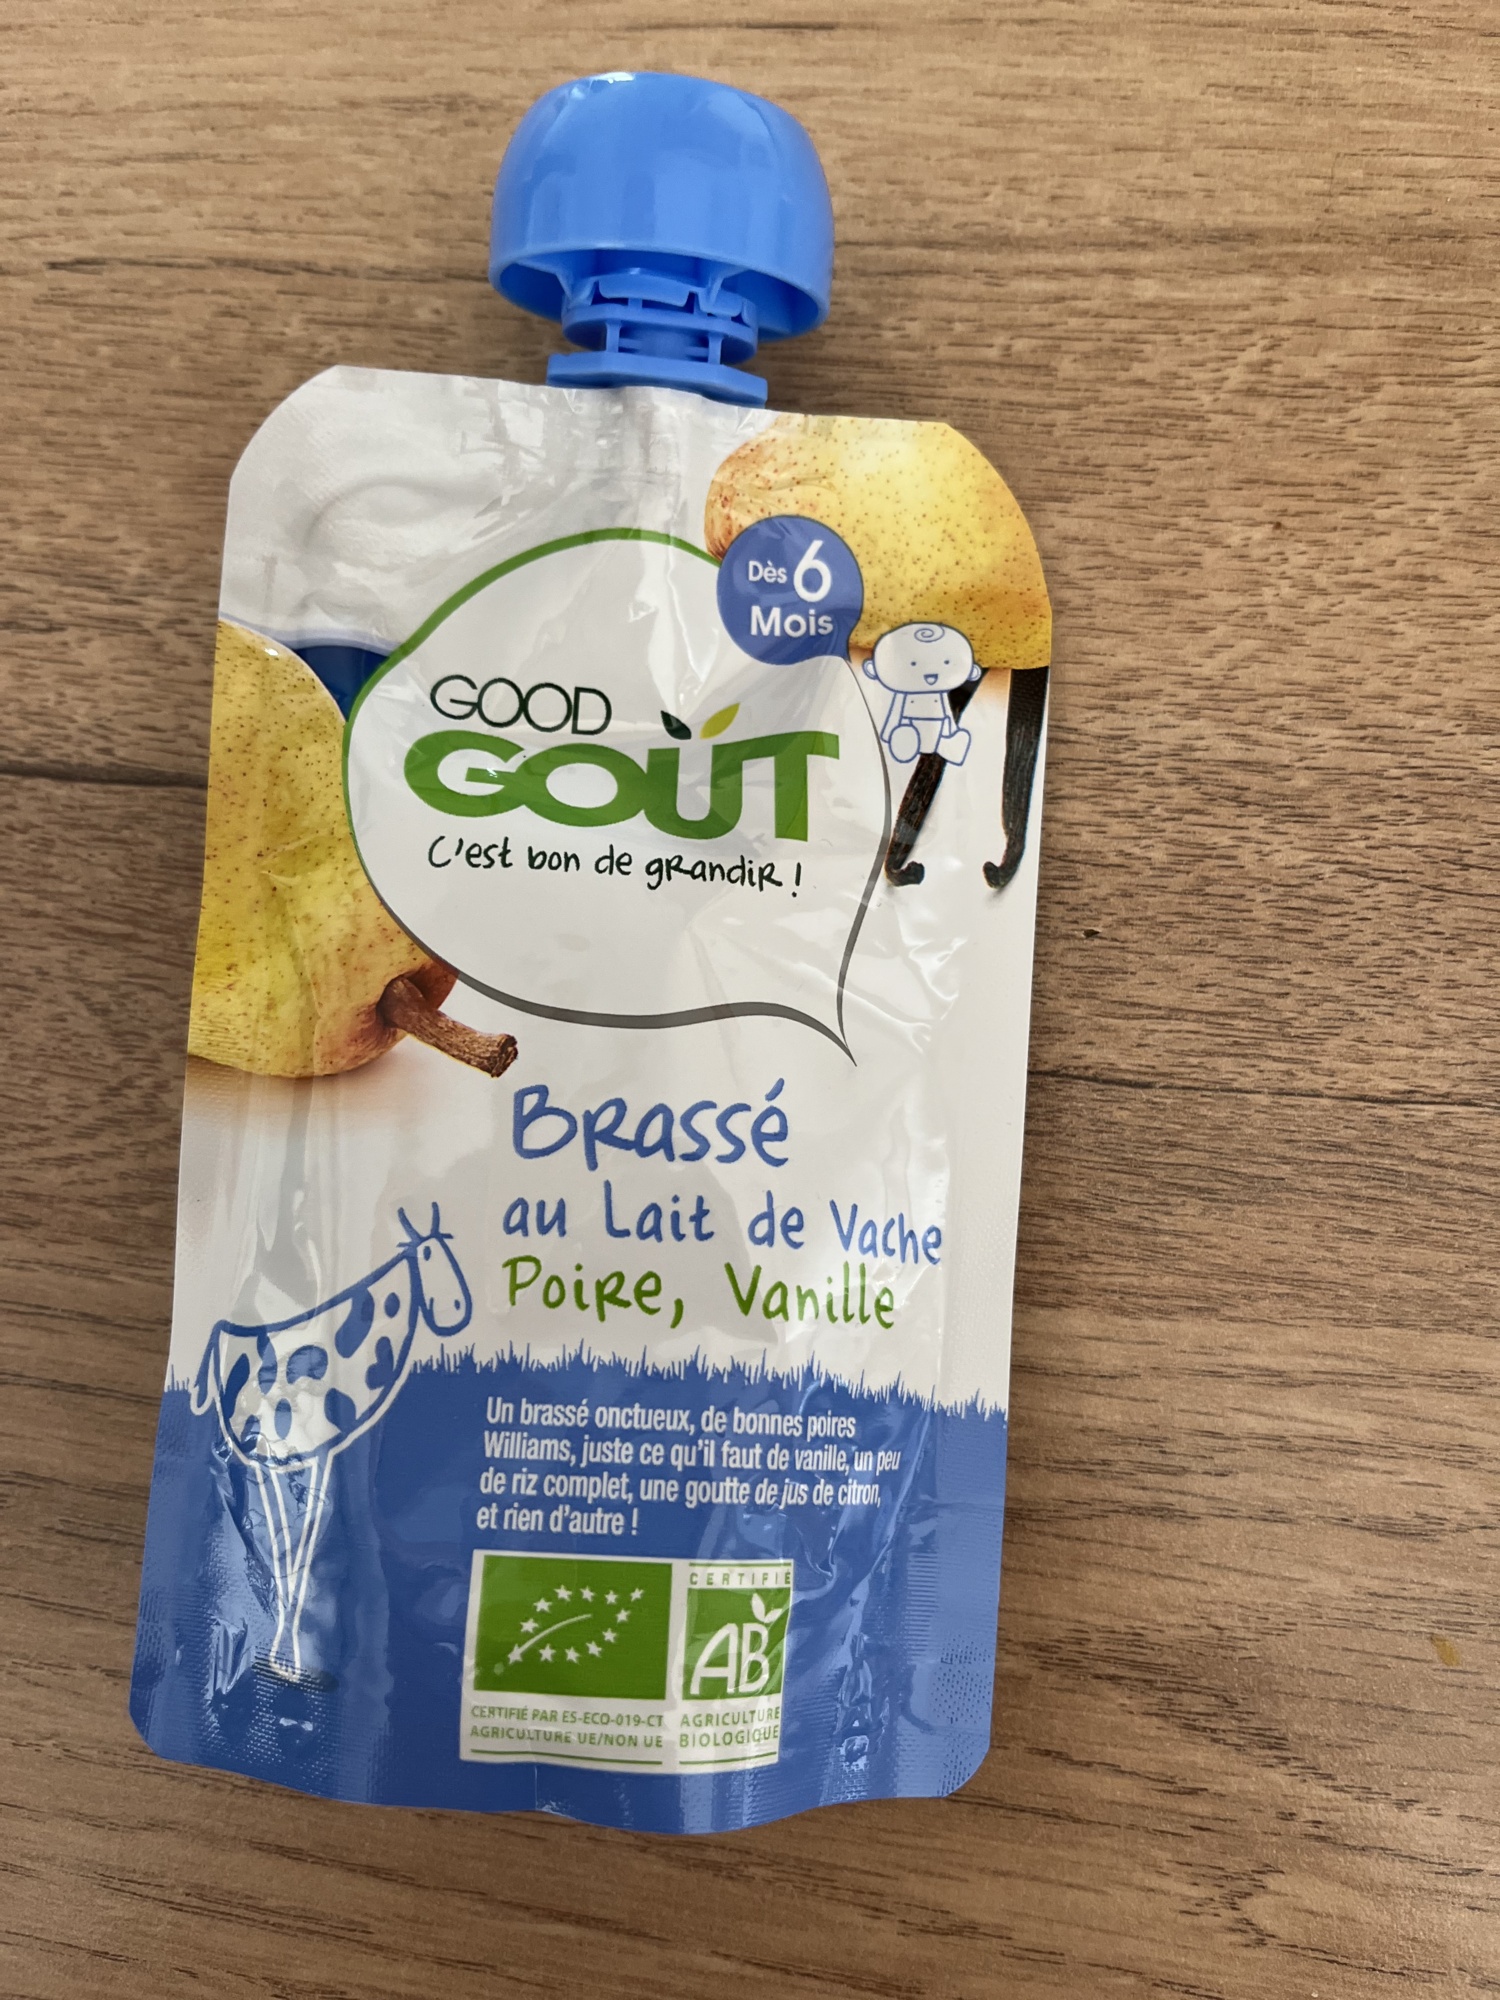 Dès 6
Mois
GOOD
GOÛT
C'est bon de grandir !
Brassé
au Lait de Vache
Poire, Vanille
Un brassé onctueux, de bonnes poires
Williams, juste ce qu'il faut de vanille, un peu
de riz complet, une goutte de jus de citron,
et rien d'autre !
CERTIFIÉ
AB
CERTIFIÉ PAR ES-ECO-019-CT
AGRICULTURE UE/NON UE
AGRICULTURE
BIOLOGIQUE